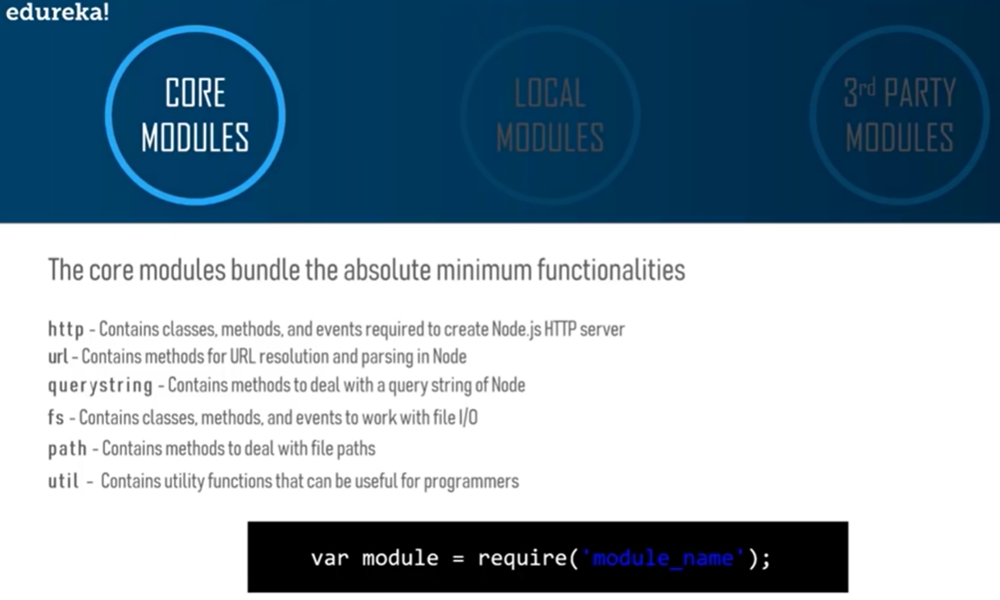 edureka!
CORE
MODULES
LOCAL
MODULES
3rd PARTY
MODULES
The core modules bundle the absolute minimum functionalities
http - Contains classes, methods, and events required to create Node.js HTTP server
url - Contains methods for URL resolution and parsing in Node
querystring - Contains methods to deal with a query string of Node
fs - Contains classes, methods, and events to work with file I/O
path - Contains methods to deal with file paths
util - Contains utility functions that can be useful for programmers
var module = require('module_name');